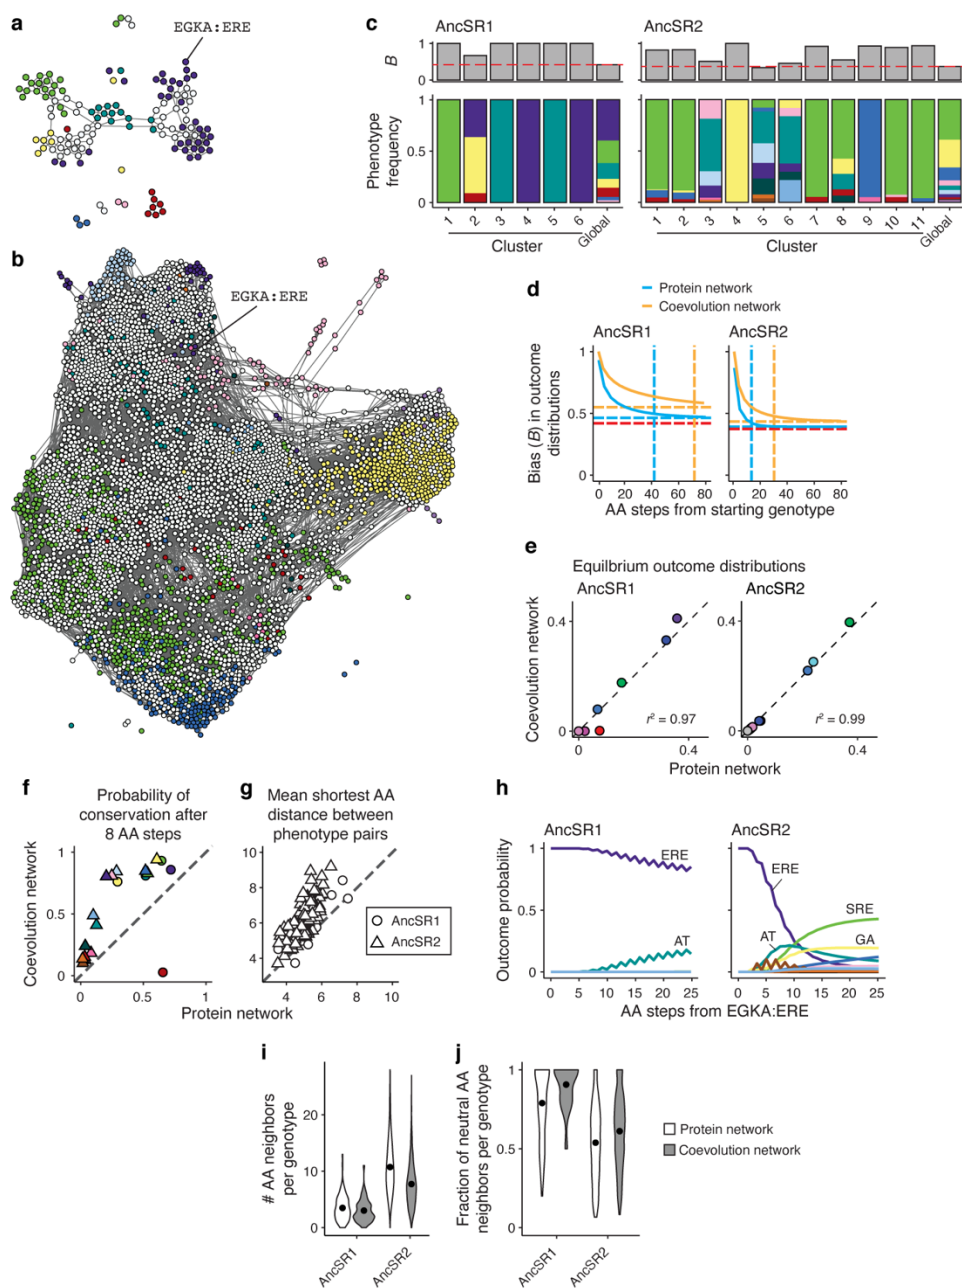 a
EGKA:ERE
b
EGKA:ERE
c
AncSR1
AncSR2
B
1
0
1
0
Phenotype
frequency
1
0.5
0
1
0.5
0
1 2 3 4 5 6 Global
Cluster
1 2 3 4 5 6 7 8 9 10 11 Global
Cluster
d
Protein network
Coevolution network
AncSR1
AncSR2
Bias (B) in outcome
distributions
1
0.5
0
0 20 40 60 80
0 20 40 60 80
AA steps from starting genotype
e
Equilbrium outcome distributions
AncSR1
AncSR2
Coevolution network
0.4
0
0.4
0
r² = 0.97
r² = 0.99
0 0.4
0 0.4
Protein network
f
Probability of
conservation after
8 AA steps
Coevolution network
1
0.5
0
0 0.5 1
Protein network
g
Mean shortest AA
distance between
phenotype pairs
10
8
6
4
4 6 8 10
AncSR1
AncSR2
h
AncSR1
AncSR2
Outcome probability
1
0.5
0
ERE
AT
ERE
AT
SRE
GA
0 5 10 15 20 25
0 5 10 15 20 25
AA steps from EGKA:ERE
i
# AA neighbors
per genotype
20
10
0
AncSR1
AncSR2
j
Fraction of neutral AA
neighbors per genotype
1
0.5
0
AncSR1
AncSR2
Protein network
Coevolution network